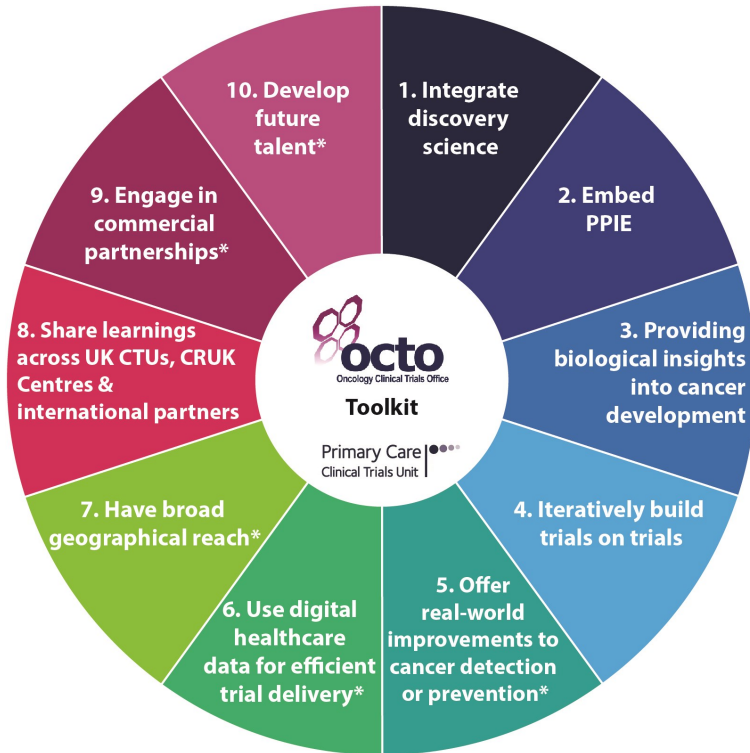 1. Integrate
discovery
science
2. Embed
PPIE
3. Providing
biological insights
into cancer
development
4. Iteratively build
trials on trials
5. Offer
real-world
improvements to
cancer detection
or prevention*
6. Use digital
healthcare
data for efficient
trial delivery*
7. Have broad
geographical reach*
8. Share learnings
across UK CTUs, CRUK
Centres &
international partners
9. Engage in
commercial
partnerships*
10. Develop
future
talent*
octo
Oncology Clinical Trials Office
Toolkit
Primary Care
Clinical Trials Unit